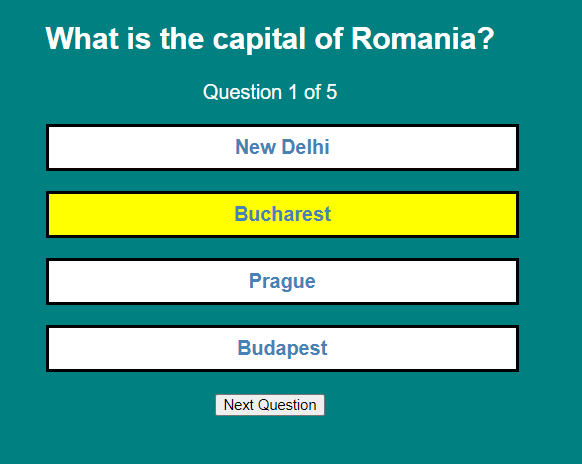 What is the capital of Romania?
Question 1 of 5
New Delhi
Bucharest
Prague
Budapest
Next Question